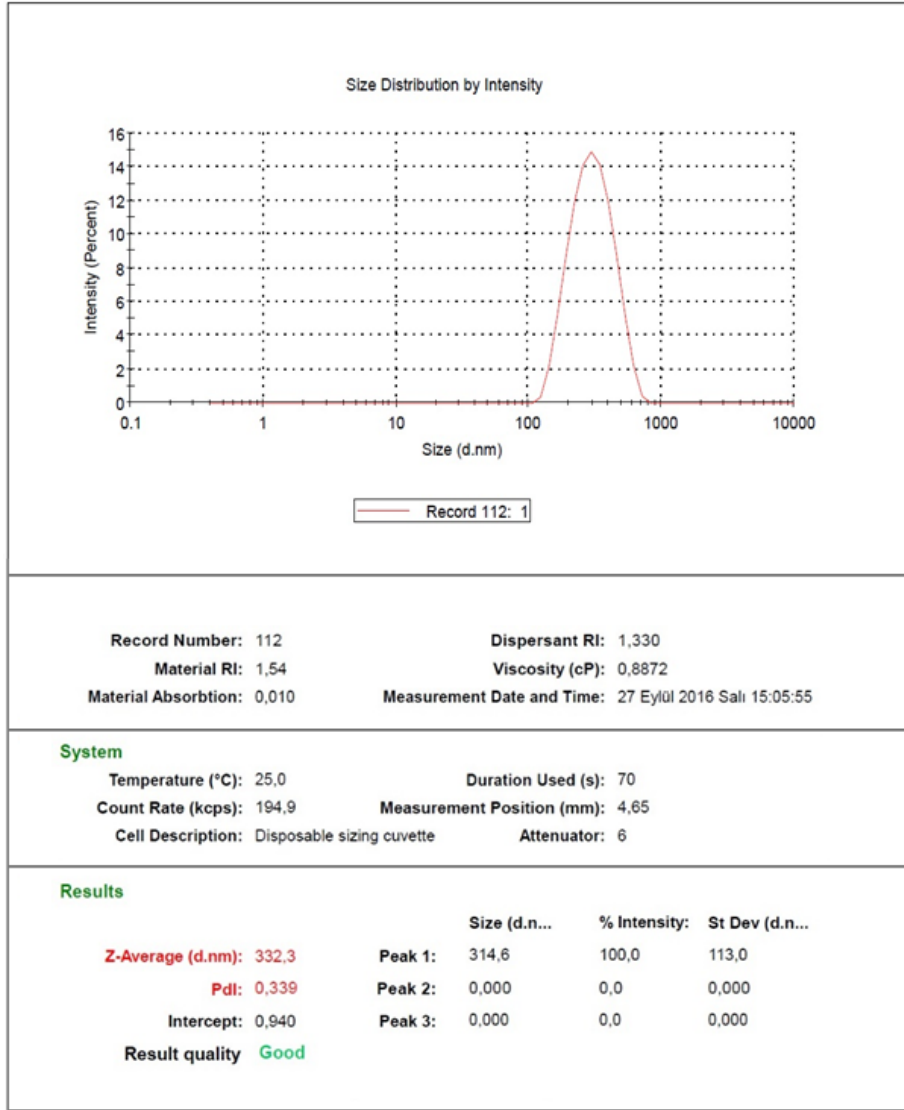 Size Distribution by Intensity
16
14
12
10
8
6
4
2
0
Intensity (Percent)
0.1 1 10 100 1000 10000
Size (d.nm)
Record 112: 1
Record Number: 112 Dispersant RI: 1,330
Material RI: 1,54 Viscosity (cP): 0,8872
Material Absorbtion: 0,010 Measurement Date and Time: 27 Eylül 2016 Salı 15:05:55
System
Temperature (°C): 25,0 Duration Used (s): 70
Count Rate (kcps): 194,9 Measurement Position (mm): 4,65
Cell Description: Disposable sizing cuvette Attenuator: 6
Results
Size (d.n... % Intensity: St Dev (d.n...
Z-Average (d.nm): 332,3 Peak 1: 314,6 100,0 113,0
PdI: 0,339 Peak 2: 0,000 0,0 0,000
Intercept: 0,940 Peak 3: 0,000 0,0 0,000
Result quality Good